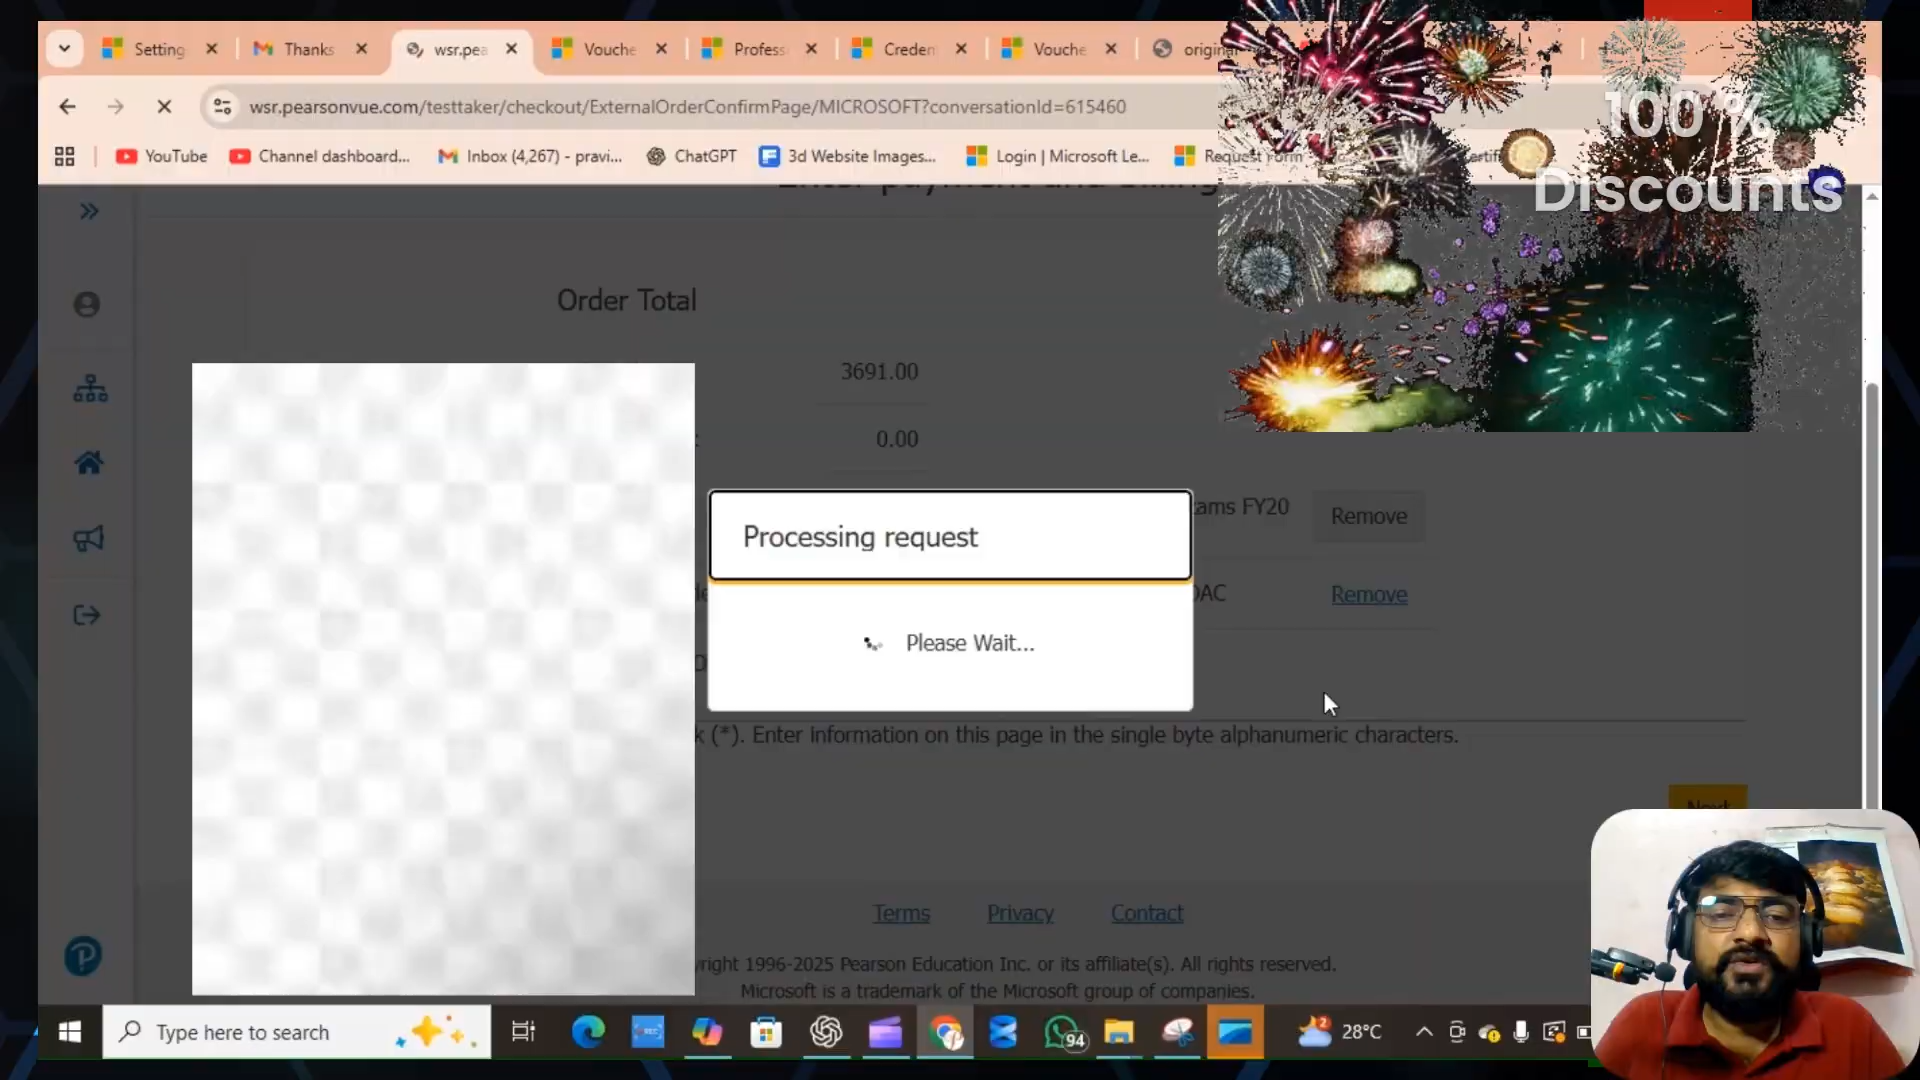 Setting
Thanks
wsr.pea
Vouche
Profess
Creden
Vouche
origina
wsr.pearsonvue.com/testtaker/checkout/ExternalOrderConfirmPage/MICROSOFT?conversationId=615460
100 %
Discounts
YouTube
Channel dashboard...
Inbox (4,267) - pravi...
ChatGPT
3d Website Images...
Login | Microsoft Le...
Request Form
Order Total
3691.00
0.00
ams FY20
Remove
Processing request
DAC
Remove
Please Wait...
k (*). Enter information on this page in the single byte alphanumeric characters.
Next
Terms
Privacy
Contact
right 1996-2025 Pearson Education Inc. or its affiliate(s). All rights reserved.
Microsoft is a trademark of the Microsoft group of companies.
Type here to search
94
2
28°C